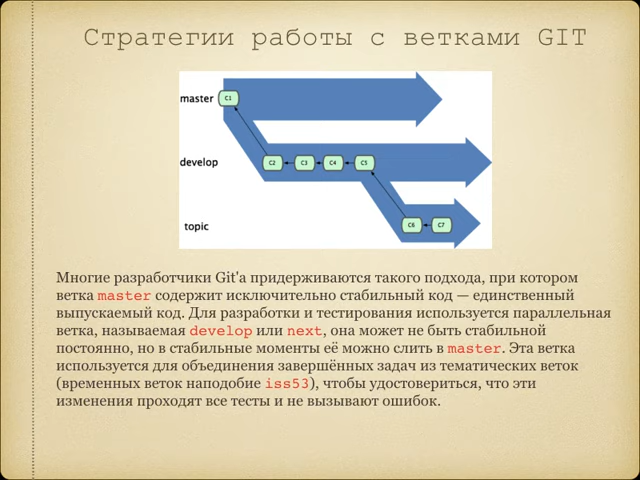 Стратегии работы с ветками GIT
master
C1
develop
C2
C3
C4
C5
topic
C6
C7
Многие разработчики Git'а придерживаются такого подхода, при котором
ветка master содержит исключительно стабильный код — единственный
выпускаемый код. Для разработки и тестирования используется параллельная
ветка, называемая develop или next, она может не быть стабильной
постоянно, но в стабильные моменты её можно слить в master. Эта ветка
используется для объединения завершённых задач из тематических веток
(временных веток наподобие iss53), чтобы удостовериться, что эти
изменения проходят все тесты и не вызывают ошибок.